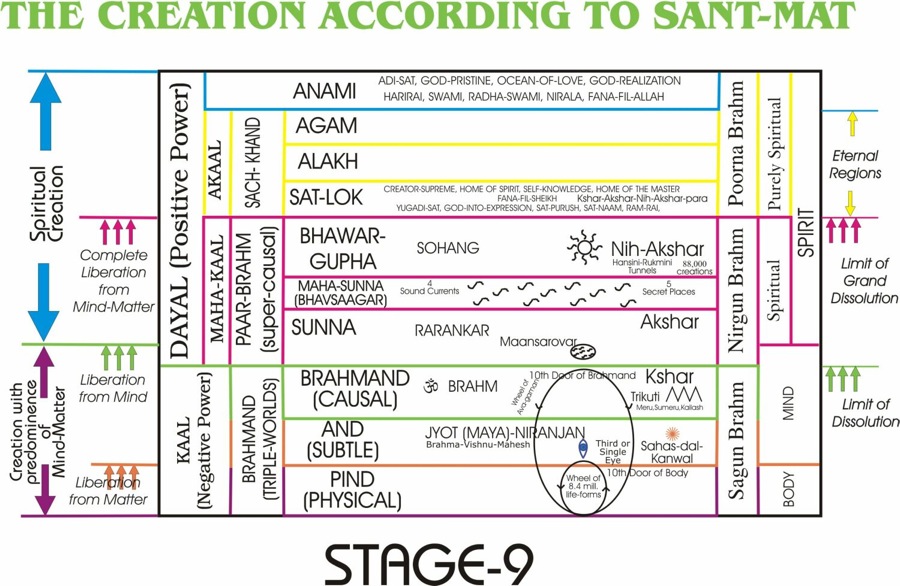 THE CREATION ACCORDING TO SANT-MAT
Spiritual
Creation
Complete
Liberation
from
Mind-Matter
Liberation
from Mind
Creation with
predominence
of
Mind-Matter
Liberation
from Matter
DAYAL (Positive Power)
KAAL
(Negative Power)
AKAAL
MAHA-KAAL
SACH- KHAND
PAAR-BRAHM
(super-causal)
BRAHMAND
(TRIPLE-WORLDS)
ANAMI
ADI-SAT, GOD-PRISTINE, OCEAN-OF-LOVE, GOD-REALIZATION
HARIRAI, SWAMI, RADHA-SWAMI, NIRALA, FANA-FIL-ALLAH
AGAM
ALAKH
SAT-LOK
CREATOR-SUPREME, HOME OF SPIRIT, SELF-KNOWLEDGE, HOME OF THE MASTER
FANA-FIL-SHEIKH Kshar-Akshar-Nih-Akshar-para
YUGADI-SAT, GOD-INTO-EXPRESSION, SAT-PURUSH, SAT-NAAM, RAM-RAI,
BHAWAR-
GUPHA
SOHANG
Nih-Akshar
Hansini-Rukmini
Tunnels
88,000
creations
MAHA-SUNNA
(BHAVSAAGAR)
4
Sound Currents
5
Secret Places
SUNNA
RARANKAR
Akshar
Maansarovar
BRAHMAND
(CAUSAL)
ॐ BRAHM
10th Door of Brahmand
Wheel of
Ava-gaman
Kshar
Trikuti
Meru,Sumeru,Kailash
AND
(SUBTLE)
JYOT (MAYA)-NIRANJAN
Brahma-Vishnu-Mahesh
Third or
Single
Eye
Sahas-dal-
Kanwal
PIND
(PHYSICAL)
10th Door of Body
Wheel of
8.4 mill.
life-forms
Poorna Brahm
Nirgun Brahm
Sagun Brahm
Purely Spiritual
Spiritual
SPIRIT
MIND
BODY
Eternal
Regions
Limit of
Grand
Dissolution
Limit of
Dissolution
STAGE-9